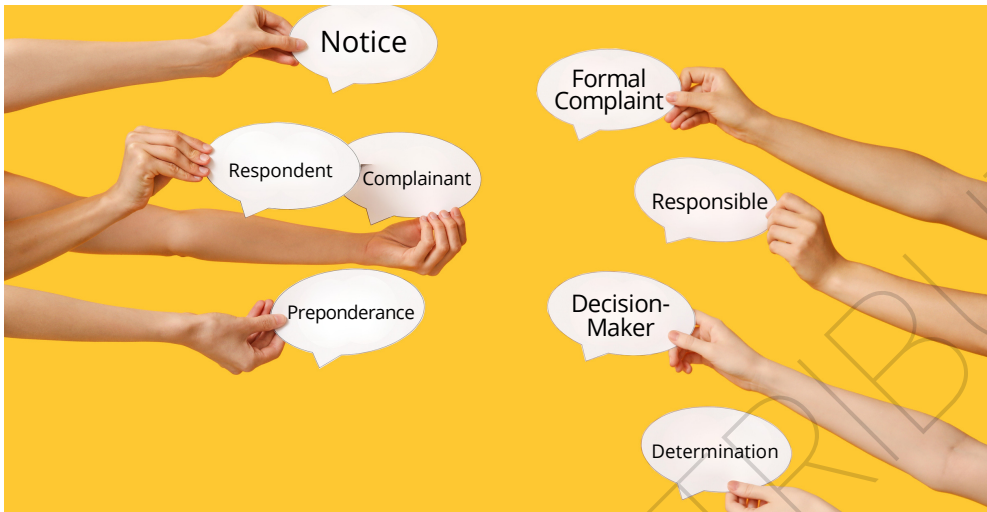 Notice
Formal
Complaint
Respondent
Complainant
Responsible
Preponderance
Decision-
Maker
Determination